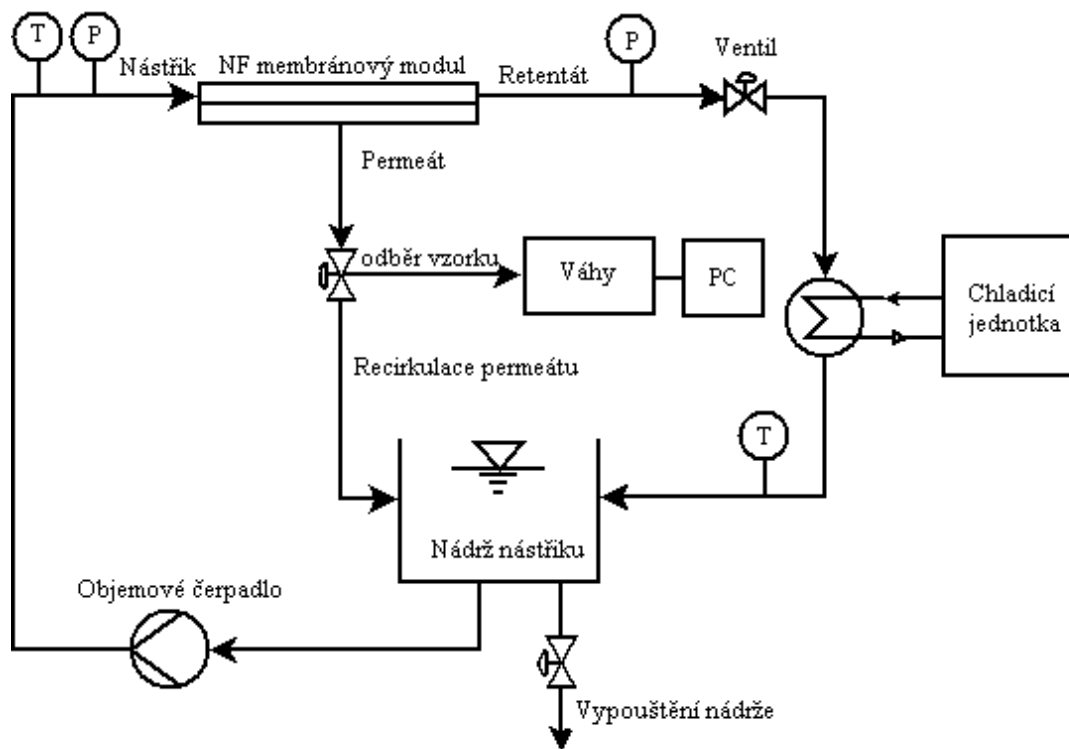 T
P
Nástřik
NF membránový modul
Retentát
P
Ventil
Permeát
odběr vzorku
Váhy
PC
Chladicí
jednotka
Recirkulace permeátu
T
Nádrž nástřiku
Objemové čerpadlo
Vypouštění nádrže